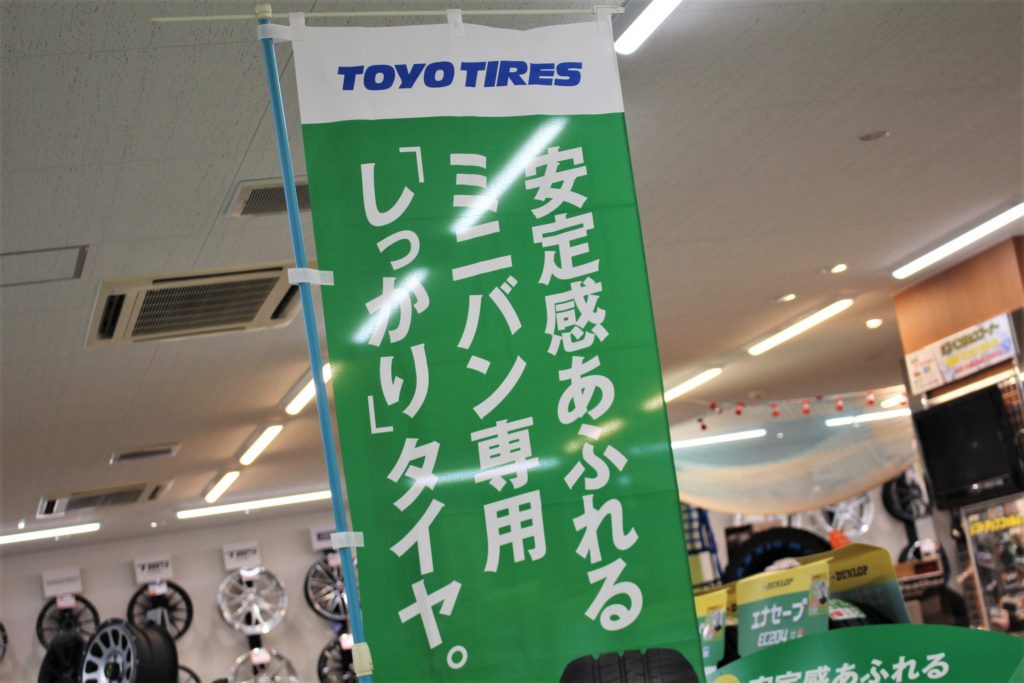 TOYO TIRES
安定感あふれる
ミニバン専用
「しっかり」タイヤ。
DUNLOP
エナセーブ
EC204
DUNLOP
安定感あふれる